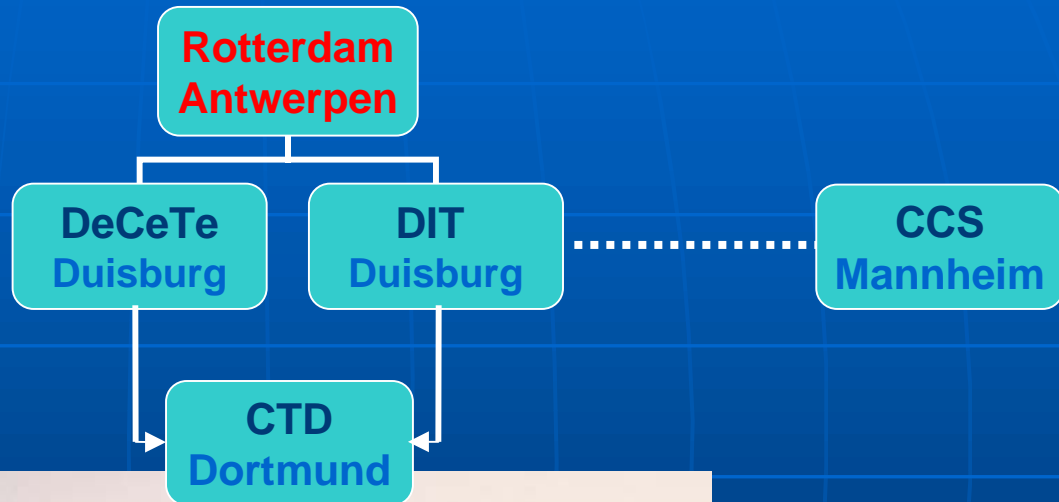 Rotterdam
Antwerpen
DeCeTe
Duisburg
DIT
Duisburg
CCS
Mannheim
CTD
Dortmund